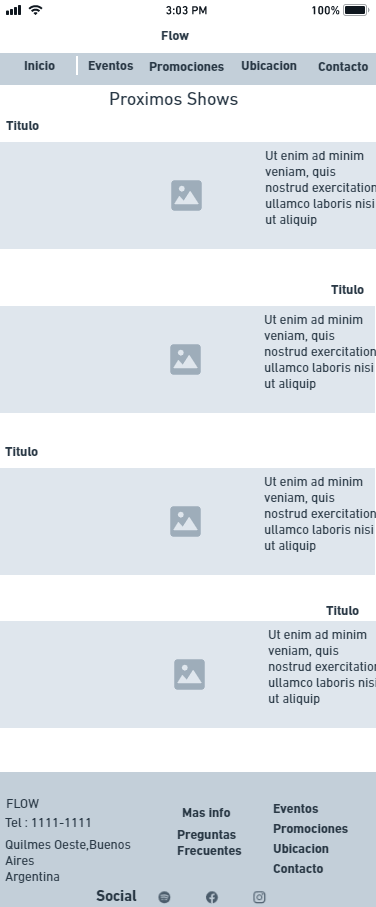 3:03 PM
100%
Flow
Inicio
Eventos
Promociones
Ubicacion
Contacto
Proximos Shows
Titulo
Ut enim ad minim
veniam, quis
nostrud exercitation
ullamco laboris nisi
ut aliquip
Titulo
Ut enim ad minim
veniam, quis
nostrud exercitation
ullamco laboris nisi
ut aliquip
Titulo
Ut enim ad minim
veniam, quis
nostrud exercitation
ullamco laboris nisi
ut aliquip
Titulo
Ut enim ad minim
veniam, quis
nostrud exercitation
ullamco laboris nisi
ut aliquip
FLOW
Tel : 1111-1111
Quilmes Oeste,Buenos
Aires
Argentina
Mas info
Preguntas
Frecuentes
Eventos
Promociones
Ubicacion
Contacto
Social